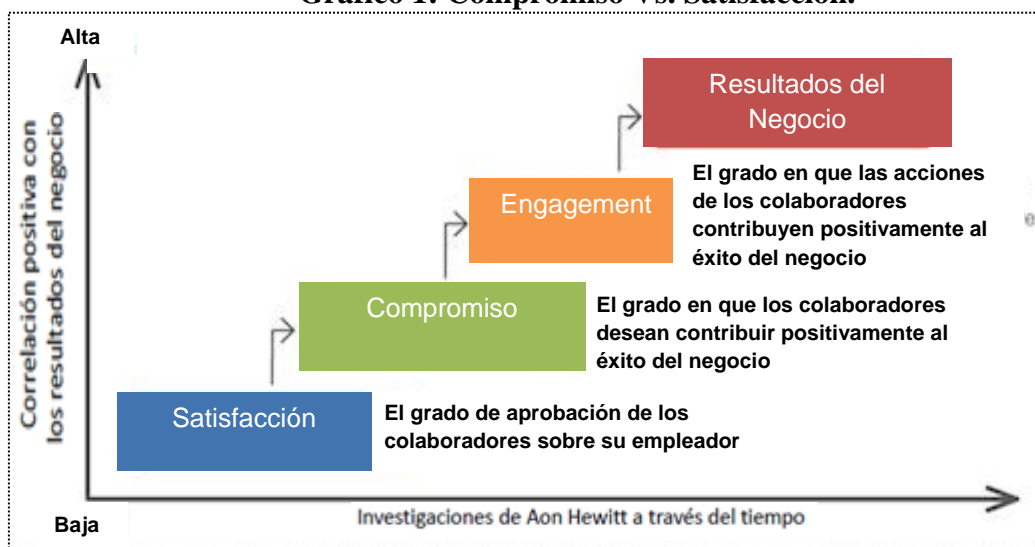 Gráfico 1: Compromiso Vs. Satisfacción.
Alta
Correlación positiva con
los resultados del negocio
Resultados del
Negocio
Engagement
El grado en que las acciones
de los colaboradores
contribuyen positivamente al
éxito del negocio
Compromiso
El grado en que los colaboradores
desean contribuir positivamente al
éxito del negocio
Satisfacción
El grado de aprobación de los
colaboradores sobre su empleador
Baja
Investigaciones de Aon Hewitt a través del tiempo